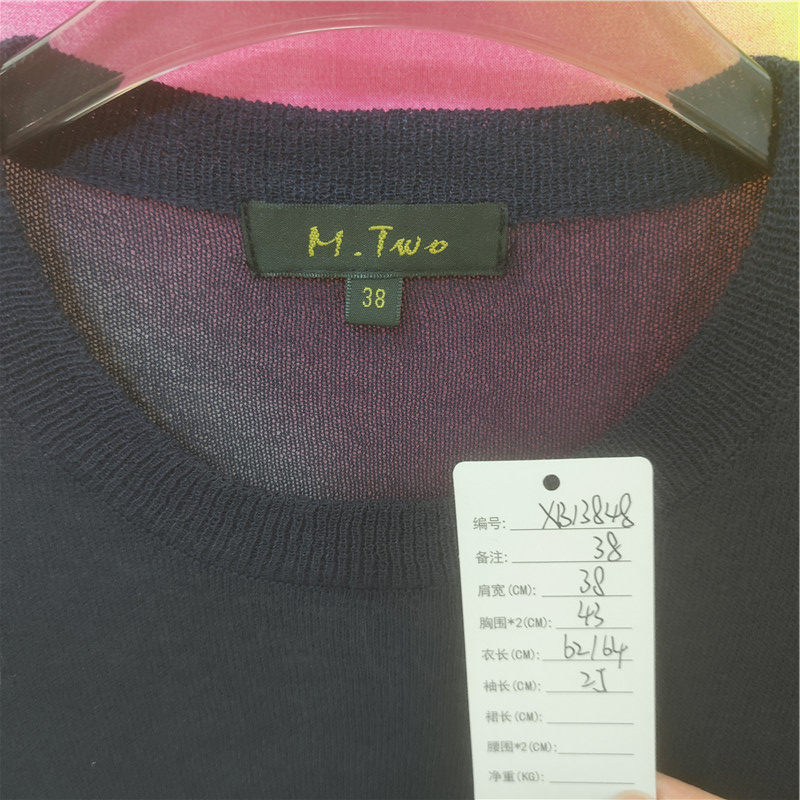 M. Two
38
编号: XB13848
备注: 38
肩宽(CM): 38
胸围*2(CM): 43
衣长(CM): 62/64
袖长(CM): 25
裙长(CM):
腰围*2(CM):
净重(KG):